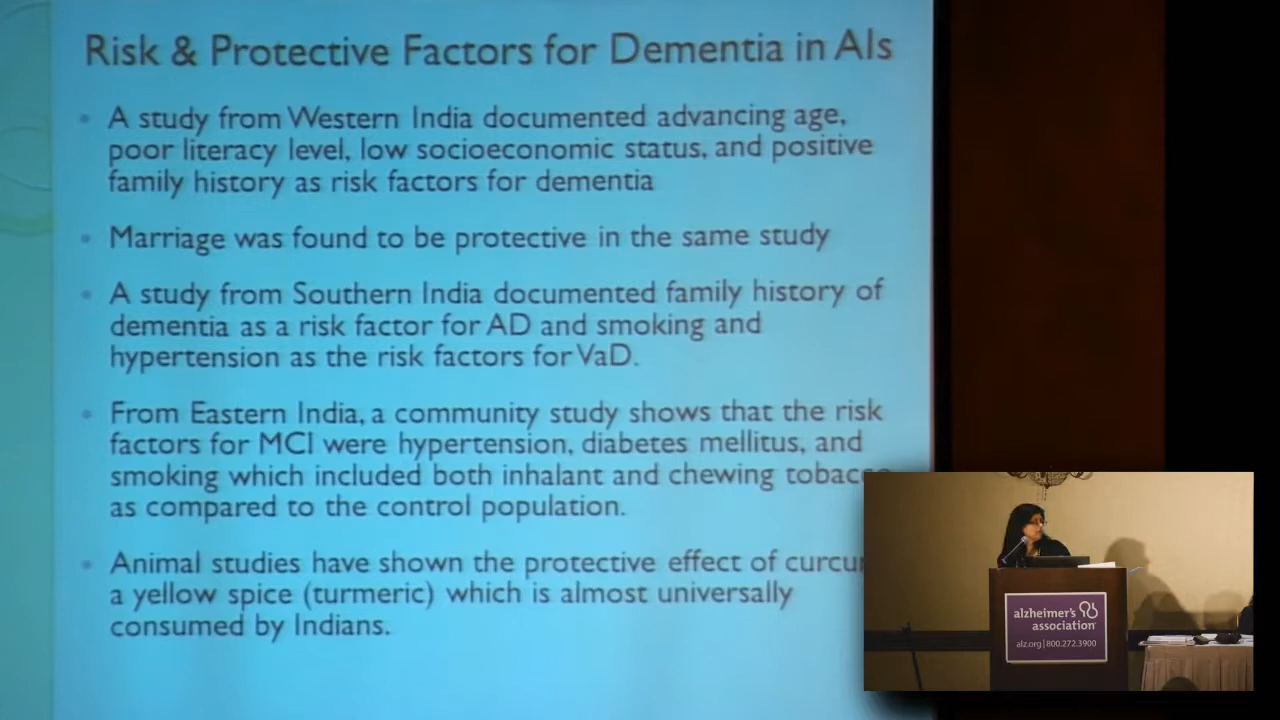 Risk & Protective Factors for Dementia in AIs
• A study from Western India documented advancing age,
poor literacy level, low socioeconomic status, and positive
family history as risk factors for dementia
• Marriage was found to be protective in the same study
• A study from Southern India documented family history of
dementia as a risk factor for AD and smoking and
hypertension as the risk factors for VaD.
• From Eastern India, a community study shows that the risk
factors for MCI were hypertension, diabetes mellitus, and
smoking which included both inhalant and chewing
as compared to the control population.
• Animal studies have shown the protective effect of
a yellow spice (turmeric) which is almost universally
consumed by Indians.
alzheimer's
association
alz.org | 800.272.3900